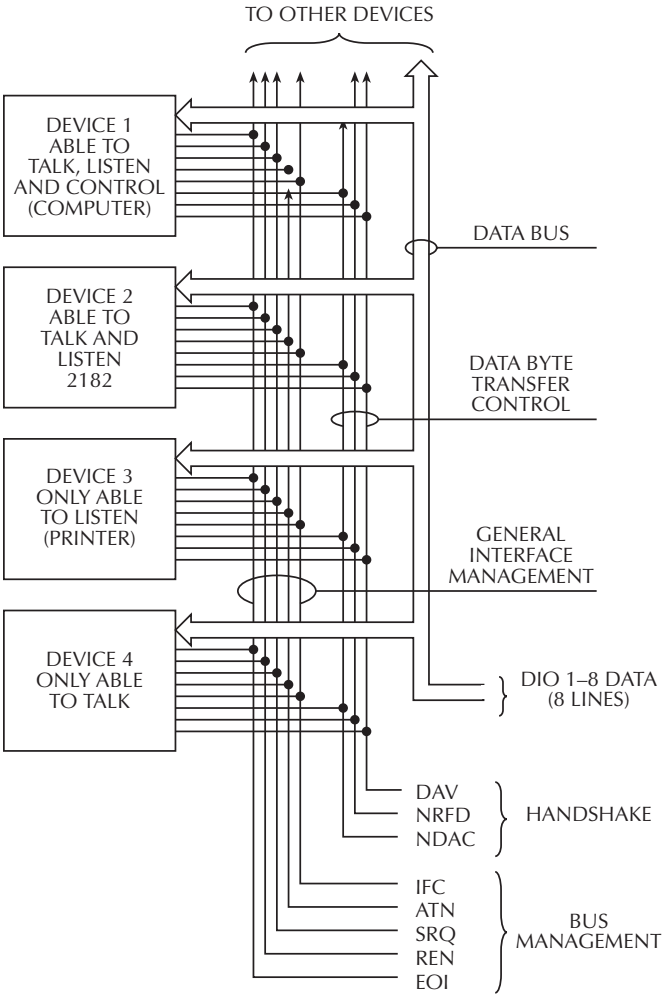 TO OTHER DEVICES
DEVICE 1
ABLE TO
TALK, LISTEN
AND CONTROL
(COMPUTER)
DATA BUS
DEVICE 2
ABLE TO
TALK AND
LISTEN
2182
DATA BYTE
TRANSFER
CONTROL
DEVICE 3
ONLY ABLE
TO LISTEN
(PRINTER)
GENERAL
INTERFACE
MANAGEMENT
DEVICE 4
ONLY ABLE
TO TALK
DIO 1–8 DATA
(8 LINES)
DAV
NRFD
NDAC
HANDSHAKE
IFC
ATN
SRQ
REN
EOI
BUS
MANAGEMENT